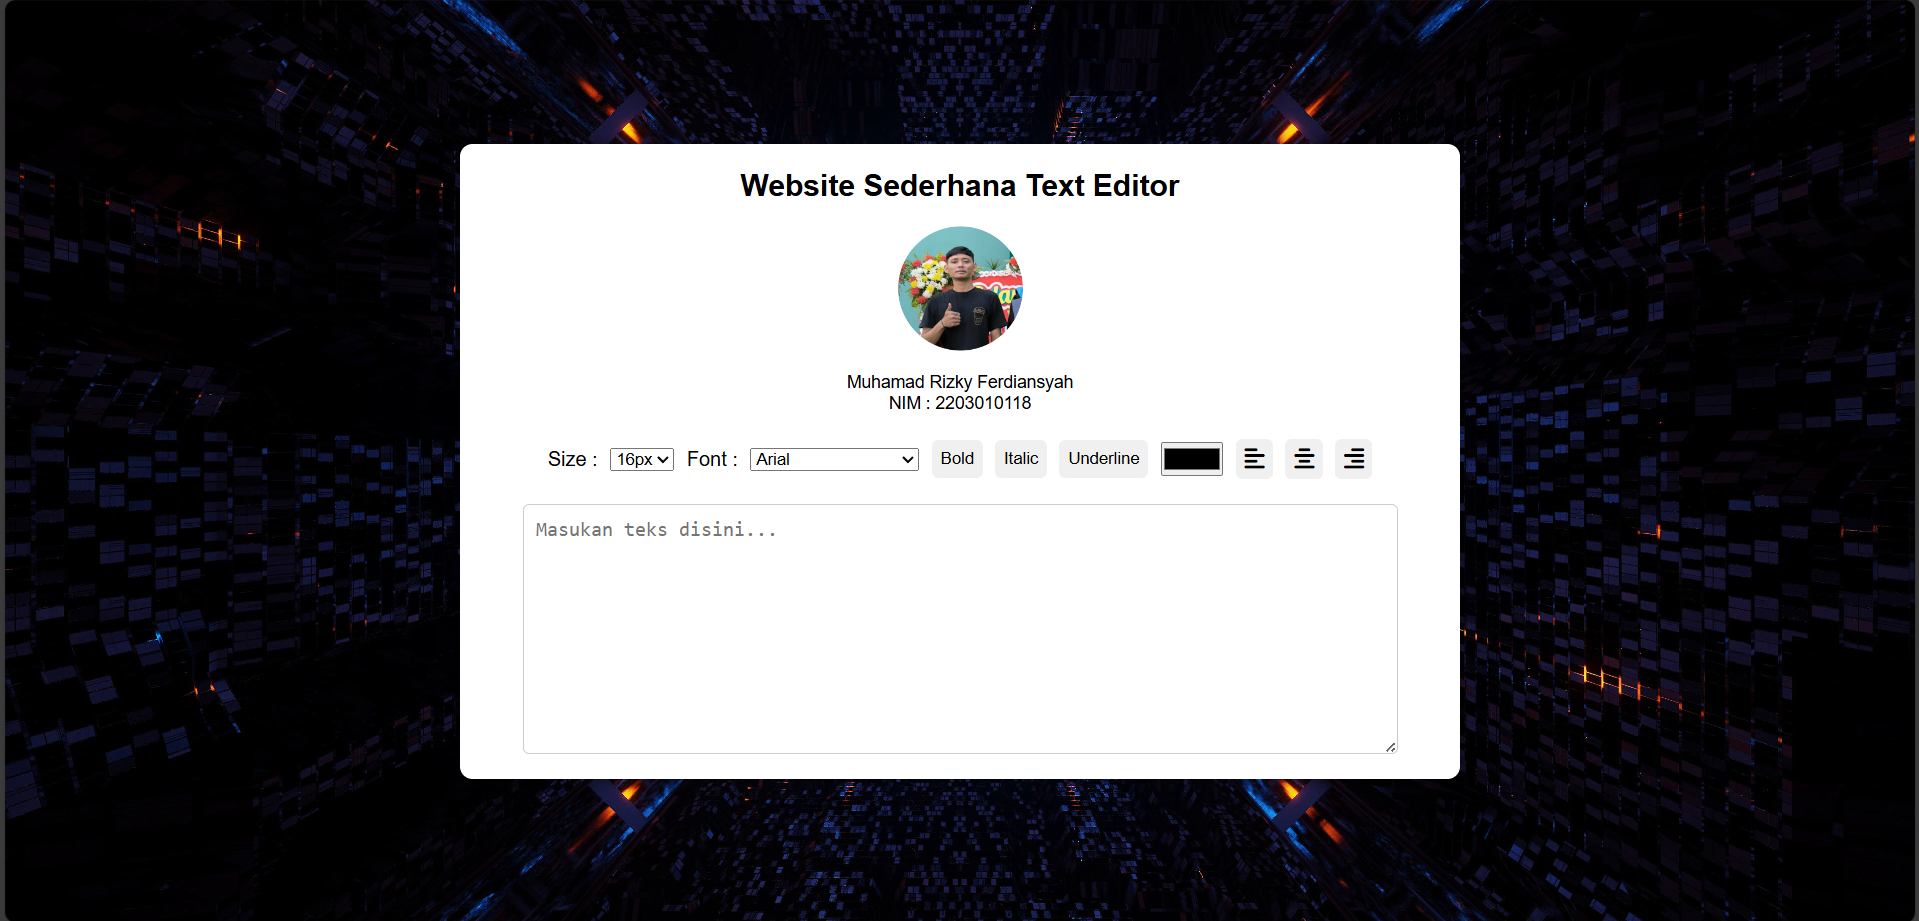 Website Sederhana Text Editor
Muhamad Rizky Ferdiansyah
NIM : 2203010118
Size : 16px Font : Arial Bold Italic Underline
Masukan teks disini...